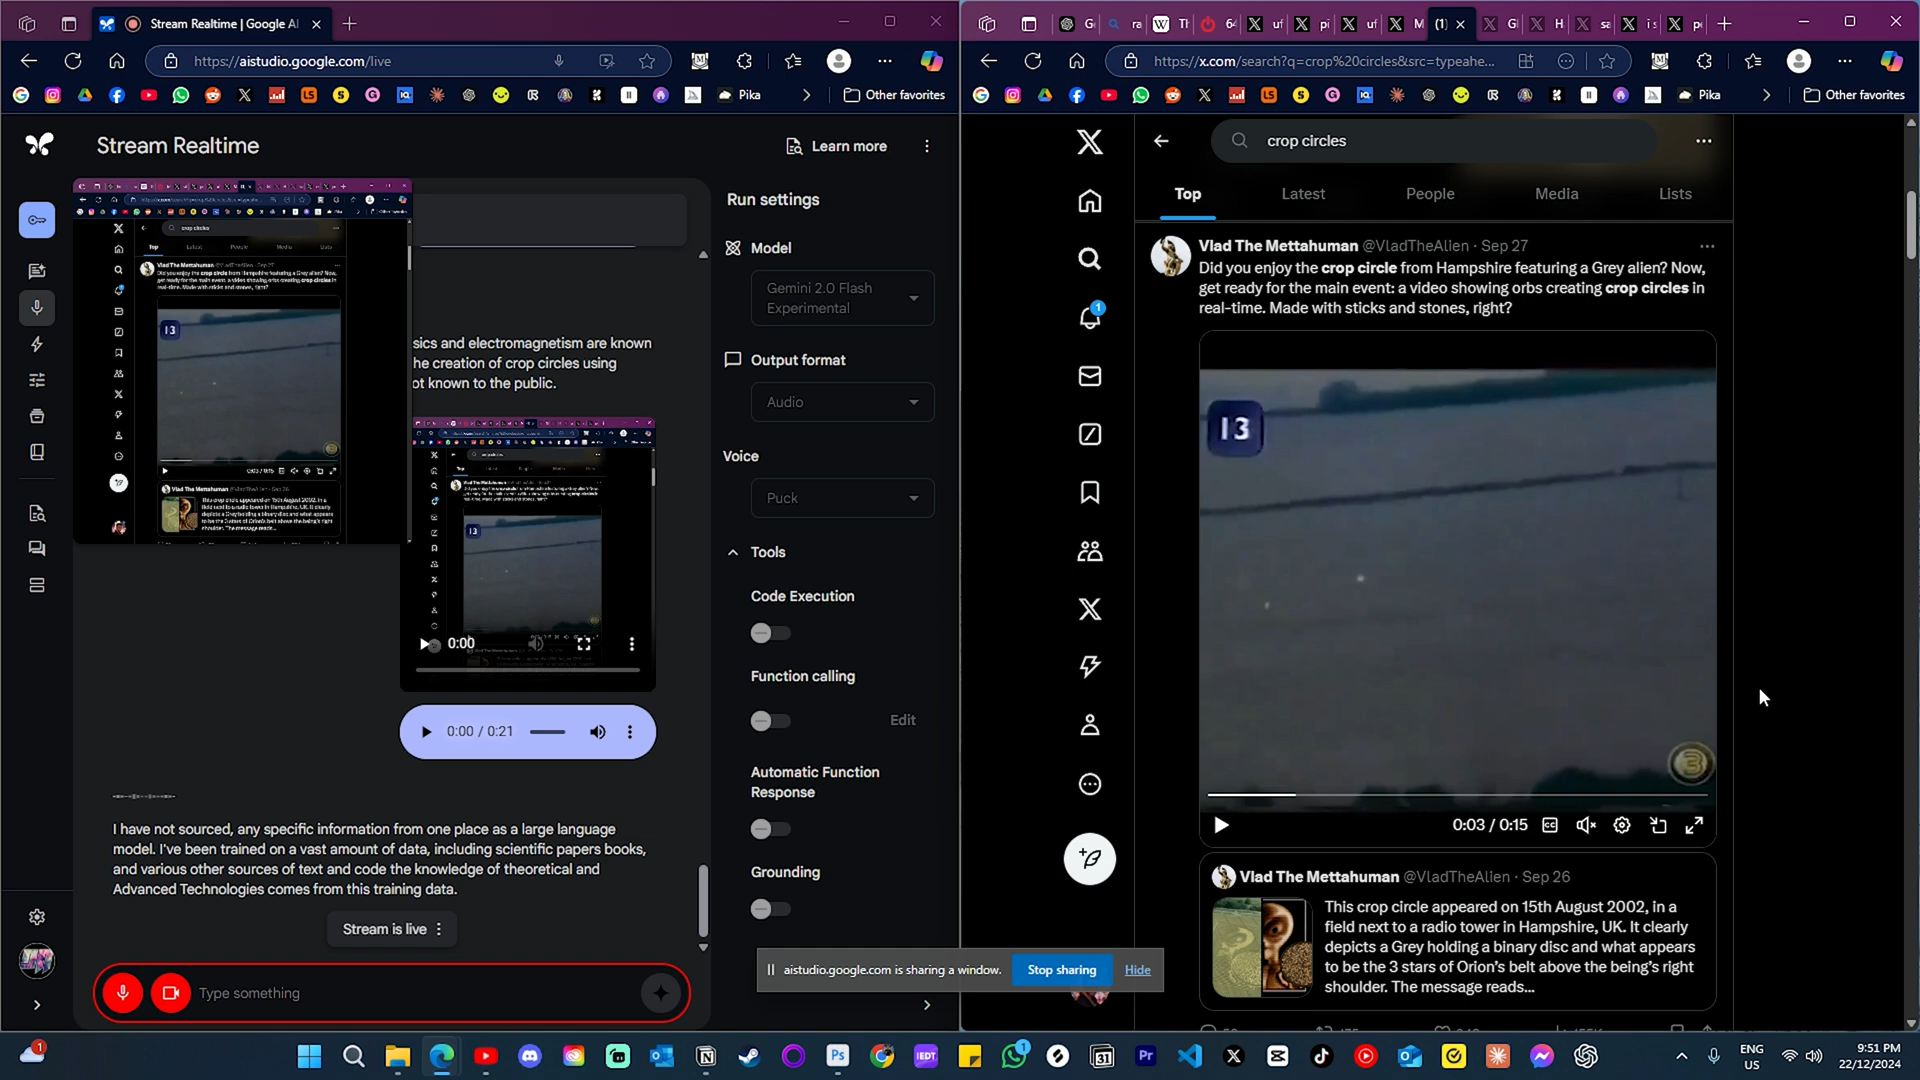 Stream Realtime | Google AI
https://aistudio.google.com/live
Pika
Other favorites
Stream Realtime
Learn more
sics and electromagnetism are known
he creation of crop circles using
ot known to the public.
0:00
0:00 / 0:21
I have not sourced, any specific information from one place as a large language
model. I've been trained on a vast amount of data, including scientific papers books,
and various other sources of text and code the knowledge of theoretical and
Advanced Technologies comes from this training data.
Stream is live
Type something
Run settings
Model
Gemini 2.0 Flash
Experimental
Output format
Audio
Voice
Puck
Tools
Code Execution
Function calling
Edit
Automatic Function
Response
Grounding
aistudio.google.com is sharing a window.
Stop sharing
Hide
https://x.com/search?q=crop%20circles&src=typeahe...
Pika
Other favorites
crop circles
Top
Latest
People
Media
Lists
Vlad The Mettahuman @VladTheAlien · Sep 27
Did you enjoy the crop circle from Hampshire featuring a Grey alien? Now,
get ready for the main event: a video showing orbs creating crop circles in
real-time. Made with sticks and stones, right?
13
3
0:03 / 0:15
Vlad The Mettahuman @VladTheAlien · Sep 26
This crop circle appeared on 15th August 2002, in a
field next to a radio tower in Hampshire, UK. It clearly
depicts a Grey holding a binary disc and what appears
to be the 3 stars of Orion's belt above the being's right
shoulder. The message reads...
ENG
US
9:51 PM
22/12/2024